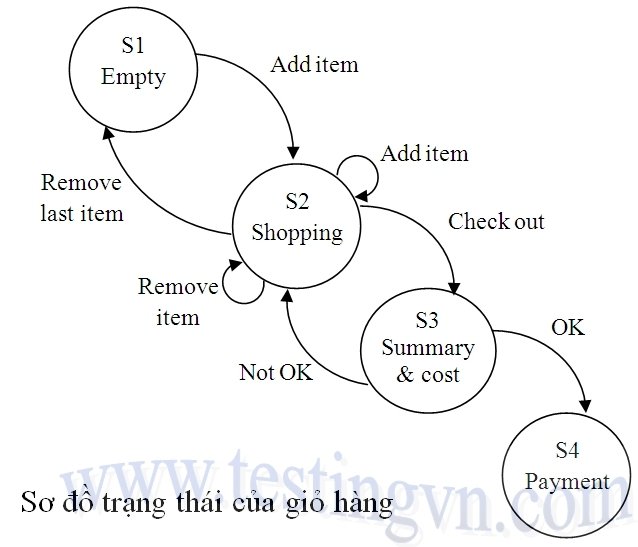 S1
Empty
Add item
Add item
Remove
last item
S2
Shopping
Check out
Remove
item
S3
Summary
& cost
OK
Not OK
S4
Payment
www.testingvn.com
Sơ đồ trạng thái của giỏ hàng